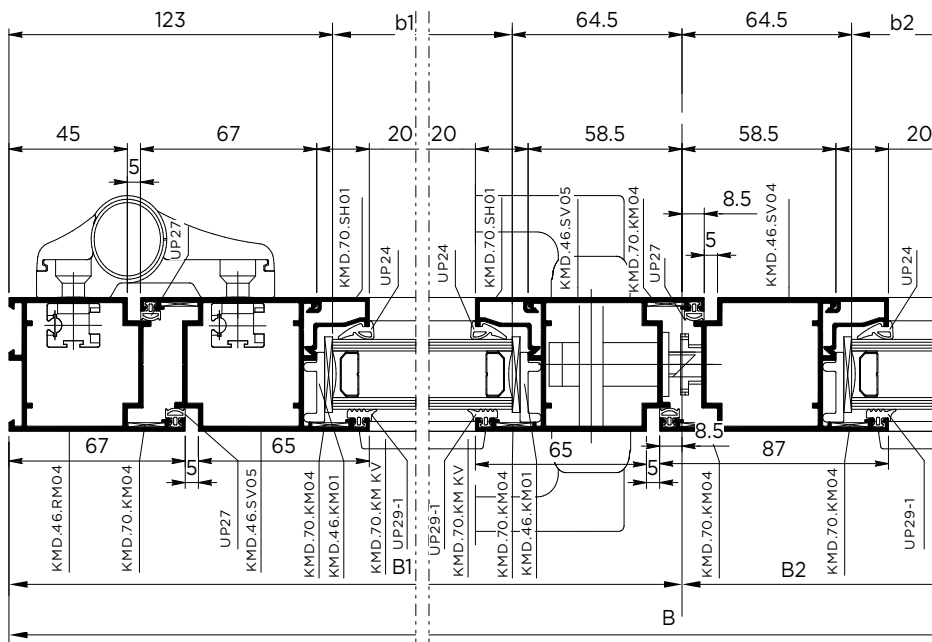 123
b1
64.5
64.5
b2
45
67
20
20
58.5
58.5
20
5
8.5
5
UP27
KMD.70.SH01
UP24
UP24
KMD.70.SH01
KMD.46.SV05
KMD.70.KM04
UP27
KMD.46.SV04
67
5
65
65
5
8.5
87
KMD.46.RM04
KMD.70.KM04
UP27
KMD.46.SV05
KMD.70.KM04
KMD.46.KM01
KMD.70.KM KV
UP29-1
UP29-1
KMD.70.KM KV
KMD.70.KM04
KMD.46.KM01
KMD.70.KM04
KMD.70.KM04
UP29-1
B1
B2
B